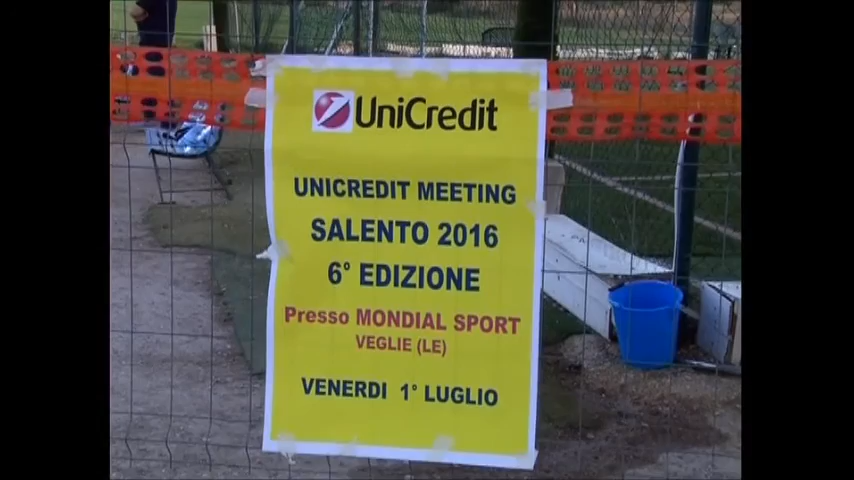 UniCredit
UNICREDIT MEETING
SALENTO 2016
6° EDIZIONE
Presso MONDIAL SPORT
VEGLIE (LE)
VENERDI 1° LUGLIO